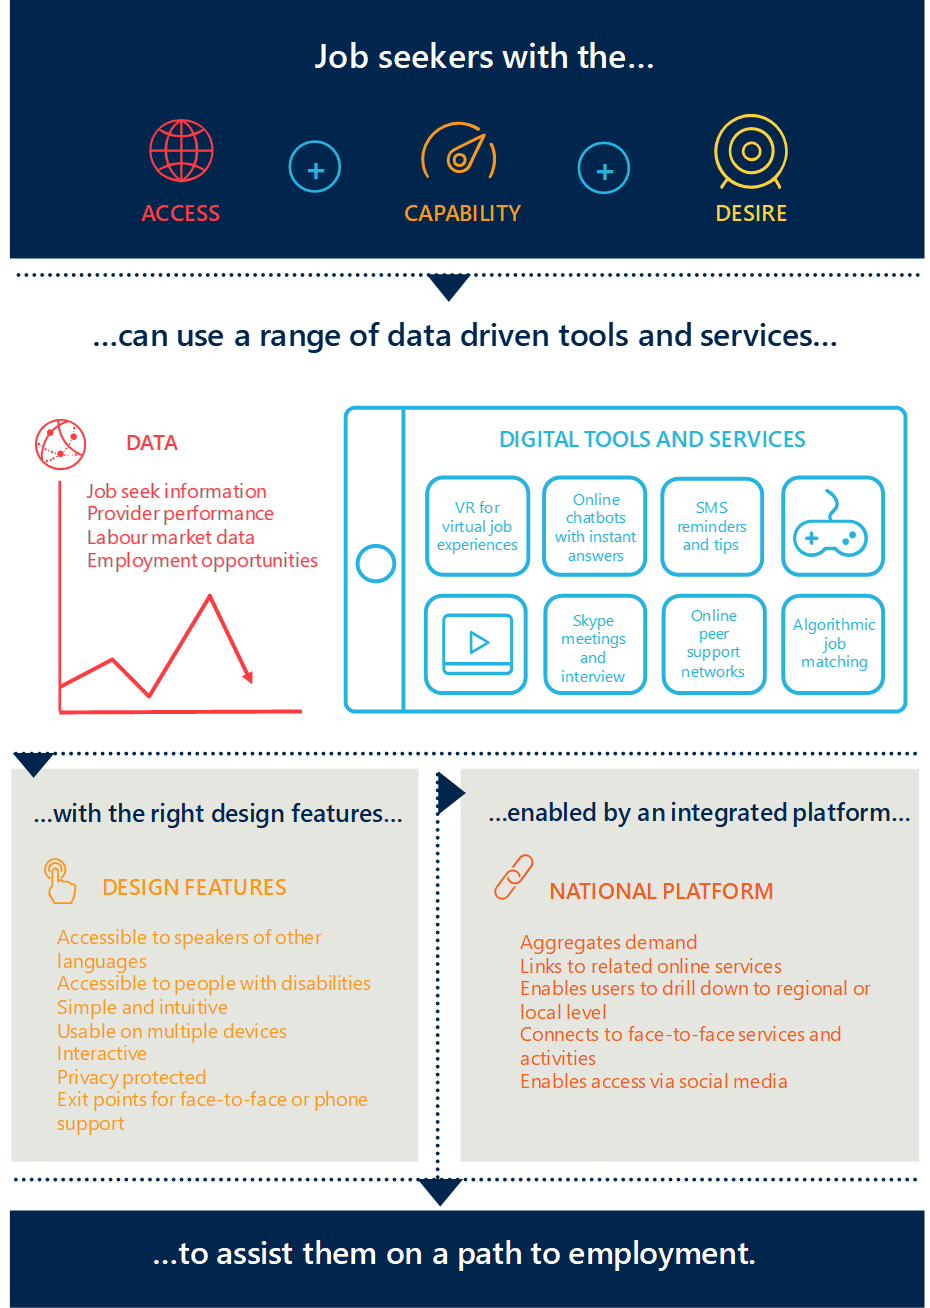 Job seekers with the...
+
+
ACCESS
CAPABILITY
DESIRE
...can use a range of data driven tools and services...
DATA
Job seek information
Provider performance
Labour market data
Employment opportunities
DIGITAL TOOLS AND SERVICES
VR for
virtual job
experiences
Online
chatbots
with instant
answers
SMS
reminders
and tips
Skype
meetings
and
interview
Online
peer
support
networks
Algorithmic
job
matching
...with the right design features...
DESIGN FEATURES
Accessible to speakers of other
languages
Accessible to people with disabilities
Simple and intuitive
Usable on multiple devices
Interactive
Privacy protected
Exit points for face-to-face or phone
support
...enabled by an integrated platform...
NATIONAL PLATFORM
Aggregates demand
Links to related online services
Enables users to drill down to regional or
local level
Connects to face-to-face services and
activities
Enables access via social media
...to assist them on a path to employment.